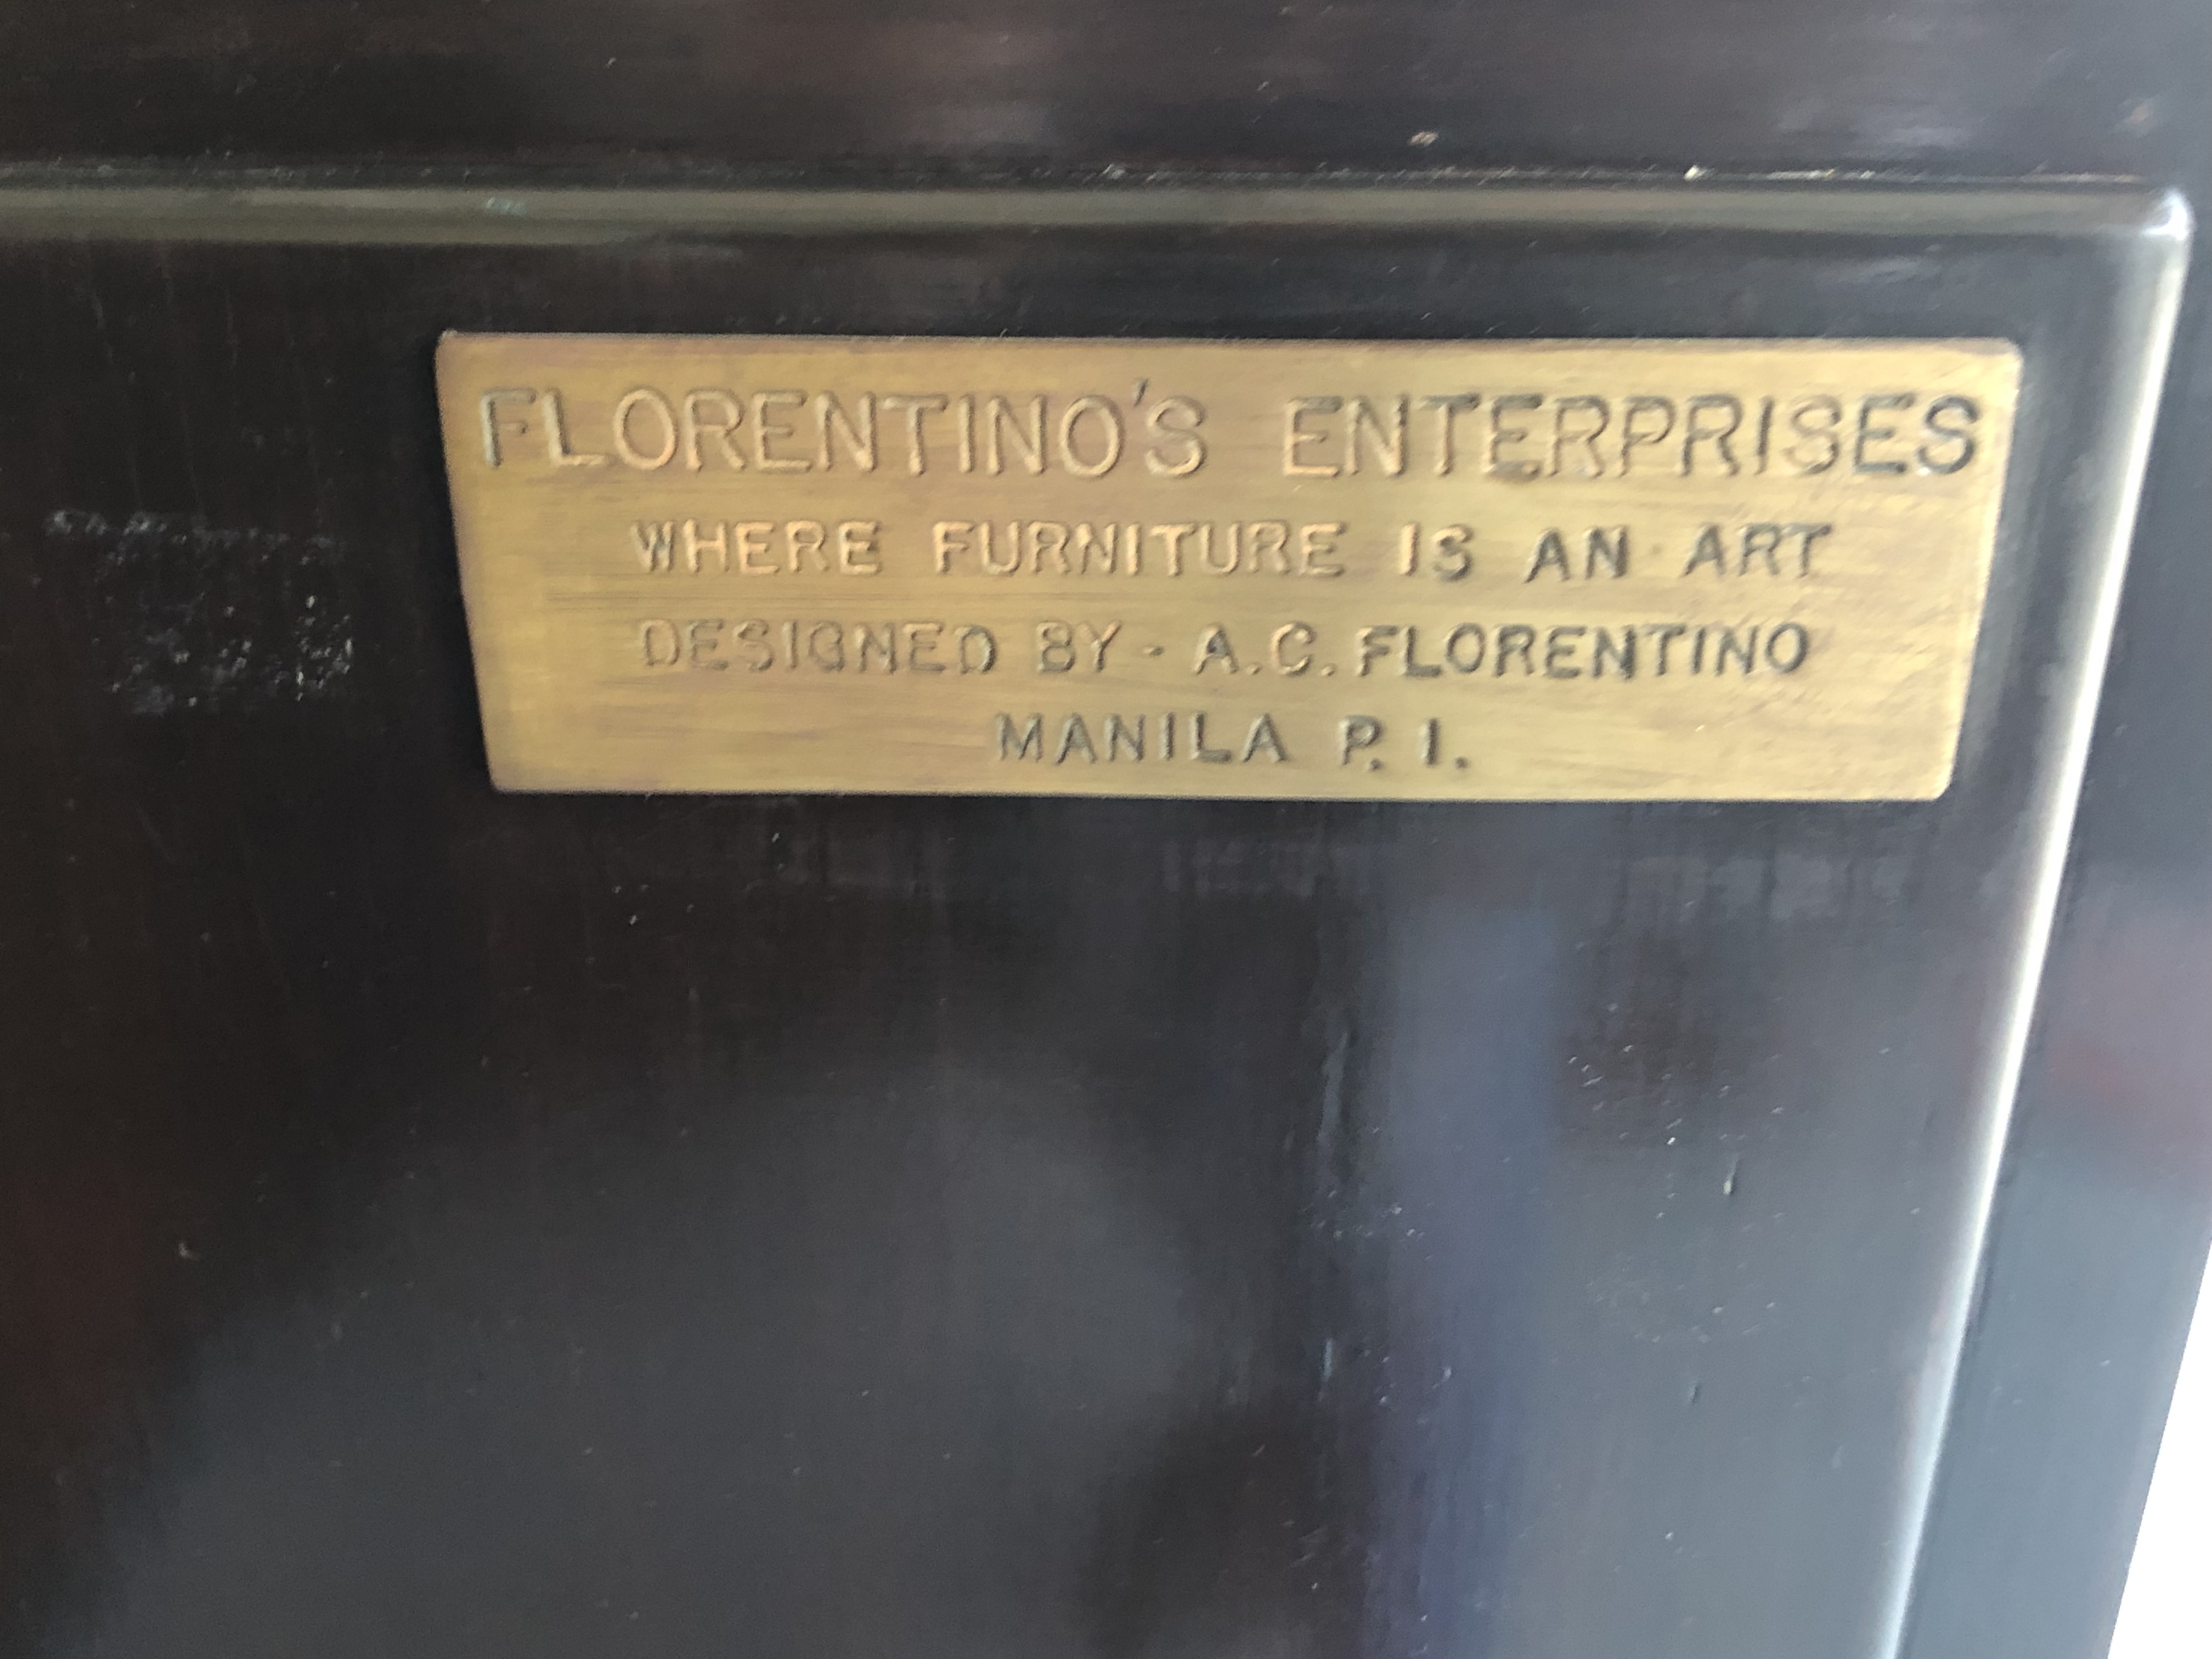 FLORENTINO'S ENTERPRISES
WHERE FURNITURE IS AN ART
DESIGNED BY - A.C. FLORENTINO
MANILA P. I.